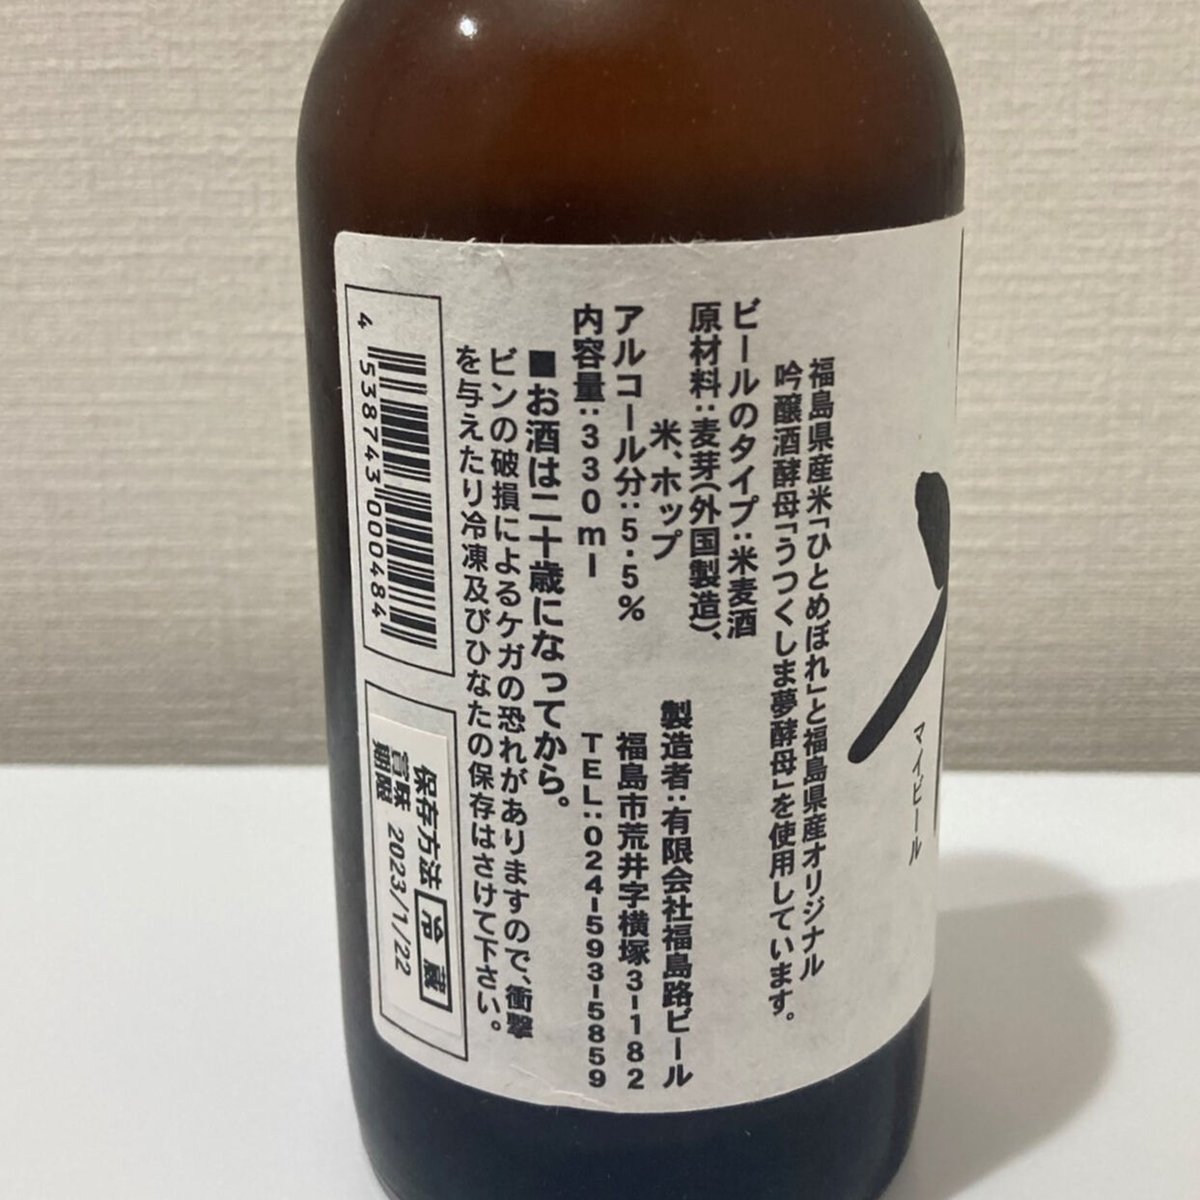 マイビール
福島県産米「ひとめぼれ」と福島県産オリジナル
吟醸酒酵母「うつくしま夢酵母」を使用しています。
ビールのタイプ:米麦酒
原材料:麦芽(外国製造)、
米、ホップ
アルコール分:5.5%
内容量:330ml
製造者:有限会社福島路ビール
福島市荒井字横塚3-182
TEL:024-593-5859
■お酒は二十歳になってから。
ビンの破損によるケガの恐れがありますので、衝撃
を与えたり冷凍及びひなたの保存はさけて下さい。
4 538743 000484
保存方法 冷蔵
賞味期限 2023/1/22